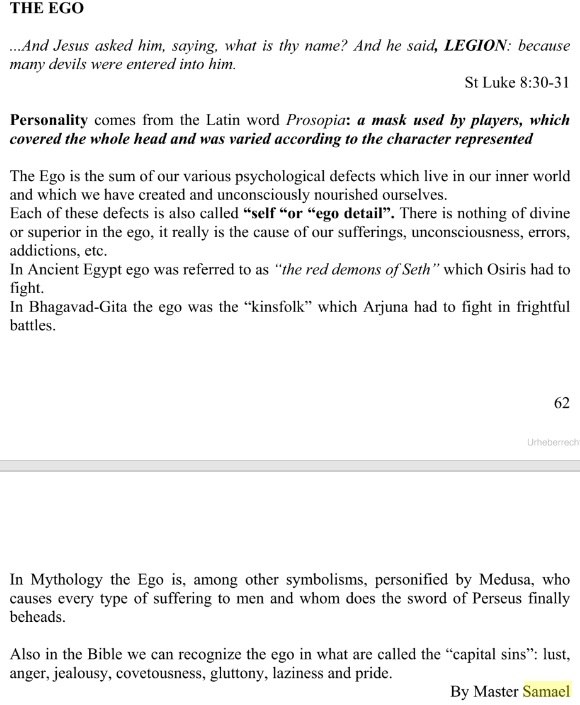 THE EGO
...And Jesus asked him, saying, what is thy name? And he said, LEGION: because
many devils were entered into him.
St Luke 8:30-31
Personality comes from the Latin word Prosopia: a mask used by players, which
covered the whole head and was varied according to the character represented
The Ego is the sum of our various psychological defects which live in our inner world
and which we have created and unconsciously nourished ourselves.
Each of these defects is also called “self “or “ego detail”. There is nothing of divine
or superior in the ego, it really is the cause of our sufferings, unconsciousness, errors,
addictions, etc.
In Ancient Egypt ego was referred to as “the red demons of Seth” which Osiris had to
fight.
In Bhagavad-Gita the ego was the “kinsfolk” which Arjuna had to fight in frightful
battles.
62
Urheberrech
In Mythology the Ego is, among other symbolisms, personified by Medusa, who
causes every type of suffering to men and whom does the sword of Perseus finally
beheads.
Also in the Bible we can recognize the ego in what are called the “capital sins”: lust,
anger, jealousy, covetousness, gluttony, laziness and pride.
By Master Samael